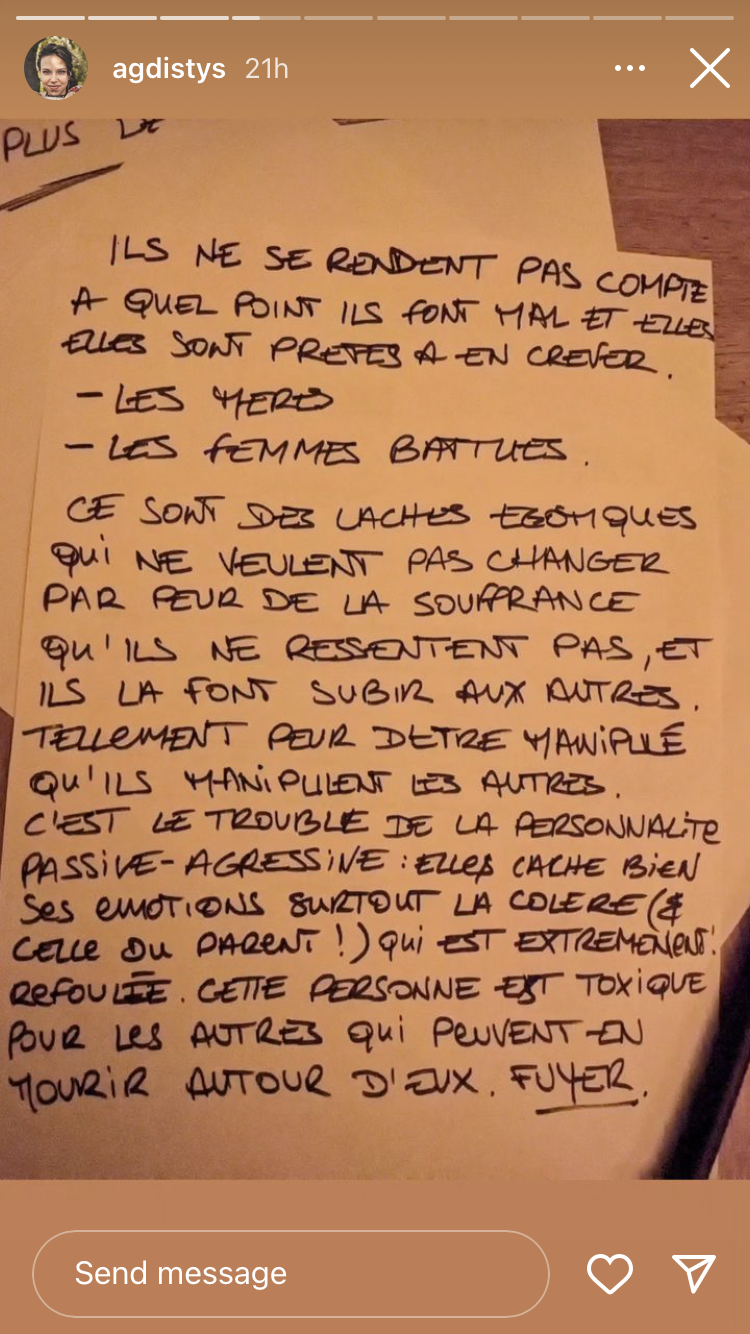 agdistys 21h
PLUS DE
ILS NE SE RENDENT PAS COMPTE
A QUEL POINT ILS FONT MAL ET ELLES
ELLES SONT PRETES A EN CREVER.
- LES MERES
- LES FEMMES BATTUES.
CE SONT DES LACHES EGOTIQUES
QUi NE VEULENT PAS CHANGER
PAR PEUR DE LA SOUFFRANCE
QU'ILS NE RESSENTENT PAS, ET
ILS LA FONT SUBIR AUX AUTRES.
TELLEMENT PEUR DETRE MANiPULÉ
QU'ILS MANiPULENT LES AUTRES.
C'EST LE TROUBLE DE LA PERSONNALiTe
PASSiVE-AGRESSiVE : ELLES CACHE BiEN
SES eMOTIONS SURTOUT LA COLERE (&
CELLE DU PARENT !) QUi EST EXTREMEMENT!
REFOULÉE. CETTE PERSONNE EST TOXiQUE
POUR LES AUTRES QUi PEUVENT EN
MOURiR AUTOUR D'EUX. FUYER.
Send message